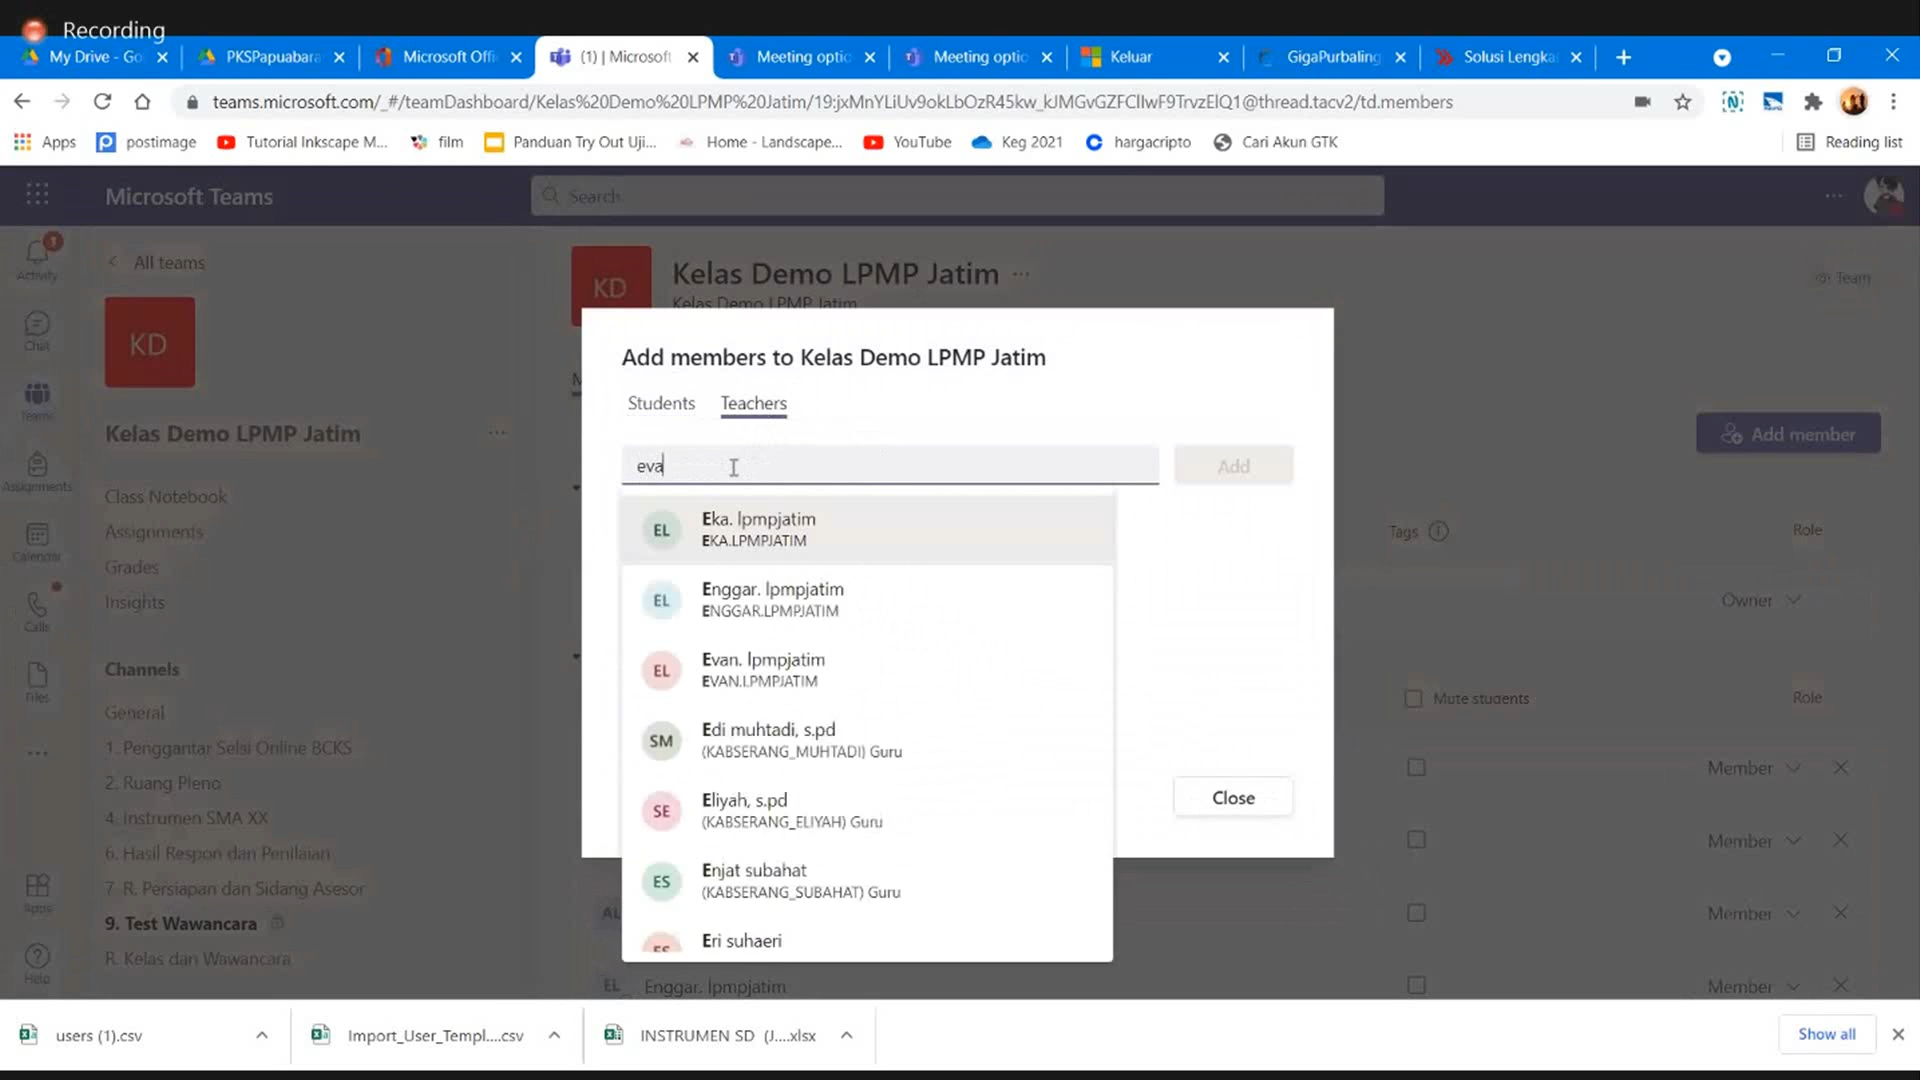 Recording
My Drive - Go
PKSPapuabara
Microsoft Offi
(1) | Microsoft
Meeting optio
Meeting optio
Keluar
GigaPurbaling
Solusi Lengka
teams.microsoft.com/_#/teamDashboard/Kelas%20Demo%20LPMP%20Jatim/19:jxMnYLiUv9okLbOzR45kw_kJMGvGZFClIwF9TrvzElQ1@thread.tacv2/td.members
Apps
postimage
Tutorial Inkscape M...
film
Panduan Try Out Uji...
Home - Landscape...
YouTube
Keg 2021
hargacripto
Cari Akun GTK
Reading list
Microsoft Teams
Search
Activity
Chat
Teams
Assignments
Calendar
Calls
Files
Apps
Help
All teams
KD
Kelas Demo LPMP Jatim
Class Notebook
Assignments
Grades
Insights
Channels
General
1. Penggantar Selsi Online BCKS
2. Ruang Pleno
4. Instrumen SMA XX
6. Hasil Respon dan Penilaian
7. R. Persiapan dan Sidang Asesor
9. Test Wawancara
R. Kelas dan Wawancara
KD
Kelas Demo LPMP Jatim
Kelas Demo LPMP Jatim
Team
Add member
Add members to Kelas Demo LPMP Jatim
Students
Teachers
eva
Add
EL
Eka. lpmpjatim
EKA.LPMPJATIM
EL
Enggar. lpmpjatim
ENGGAR.LPMPJATIM
EL
Evan. lpmpjatim
EVAN.LPMPJATIM
SM
Edi muhtadi, s.pd
(KABSERANG_MUHTADI) Guru
SE
Eliyah, s.pd
(KABSERANG_ELIYAH) Guru
ES
Enjat subahat
(KABSERANG_SUBAHAT) Guru
ES
Eri suhaeri
Close
Tags
Role
Owner
Mute students
Role
Member
Member
AL
Member
EL
Enggar. lpmpjatim
Member
users (1).csv
Import_User_Templ....csv
INSTRUMEN SD (J....xlsx
Show all